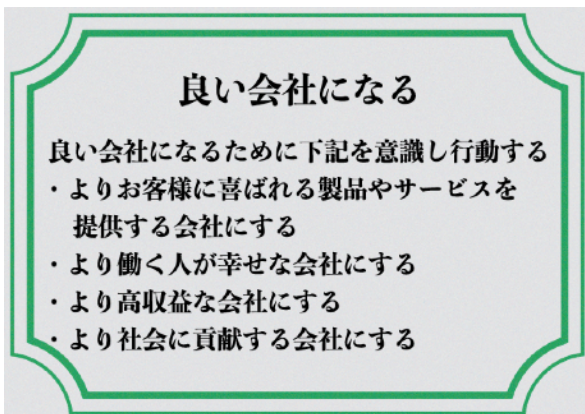 良い会社になる
良い会社になるために下記を意識し行動する
・よりお客様に喜ばれる製品やサービスを
提供する会社にする
・より働く人が幸せな会社にする
・より高収益な会社にする
・より社会に貢献する会社にする